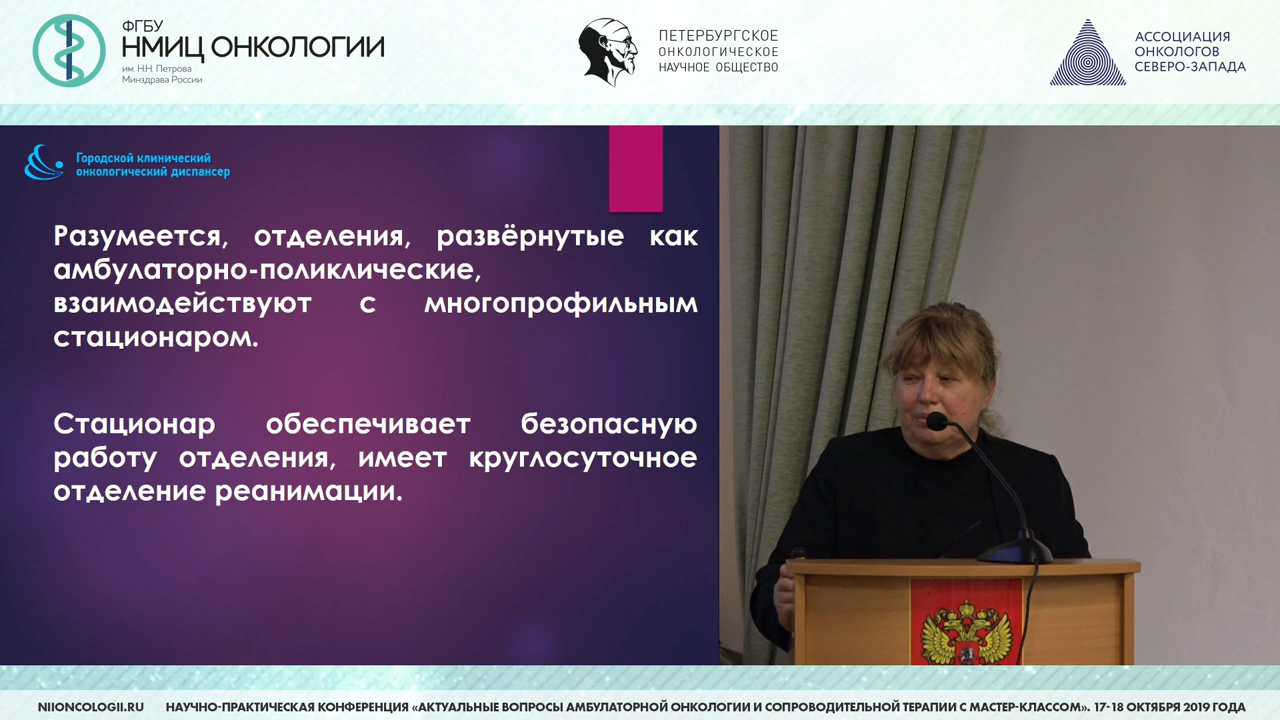 ФГБУ
НМИЦ ОНКОЛОГИИ
им. Н.Н. Петрова
Минздрава России
ПЕТЕРБУРГСКОЕ
ОНКОЛОГИЧЕСКОЕ
НАУЧНОЕ ОБЩЕСТВО
АССОЦИАЦИЯ
ОНКОЛОГОВ
СЕВЕРО-ЗАПАДА
Городской клинический
онкологический диспансер
Разумеется, отделения, развёрнутые как
амбулаторно-поликлические,
взаимодействуют с многопрофильным
стационаром.
Стационар обеспечивает безопасную
работу отделения, имеет круглосуточное
отделение реанимации.
NIIONCOLOGII.RU НАУЧНО-ПРАКТИЧЕСКАЯ КОНФЕРЕНЦИЯ «АКТУАЛЬНЫЕ ВОПРОСЫ АМБУЛАТОРНОЙ ОНКОЛОГИИ И СОПРОВОДИТЕЛЬНОЙ ТЕРАПИИ С МАСТЕР-КЛАССОМ». 17-18 ОКТЯБРЯ 2019 ГОДА